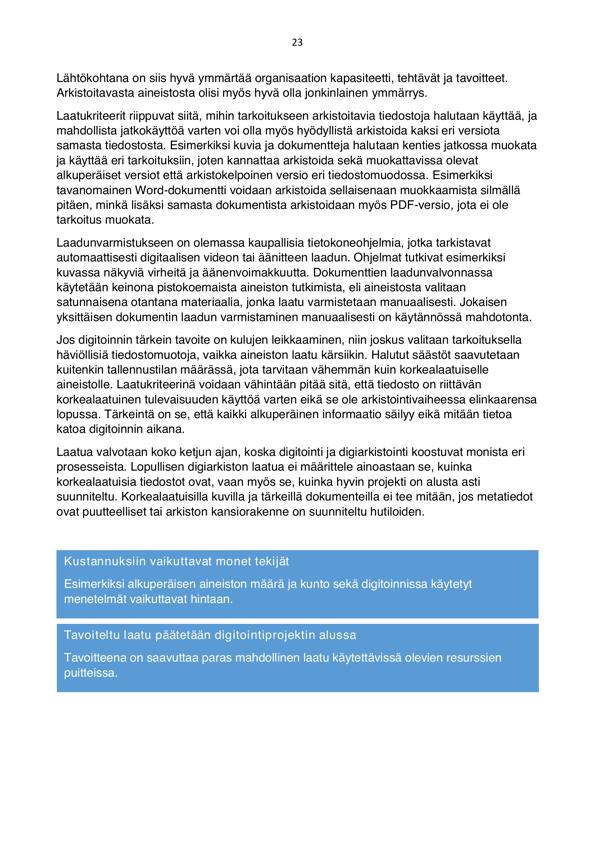 23
Lähtökohtana on siis hyvä ymmärtää organisaation kapasiteetti, tehtävät ja tavoitteet.
Arkistoitavasta aineistosta olisi myös hyvä olla jonkinlainen ymmärrys.
Laatukriteerit riippuvat siitä, mihin tarkoitukseen arkistoitavia tiedostoja halutaan käyttää, ja
mahdollista jatkokäyttöä varten voi olla myös hyödyllistä arkistoida kaksi eri versiota
samasta tiedostosta. Esimerkiksi kuvia ja dokumentteja halutaan kenties jatkossa muokata
ja käyttää eri tarkoituksiin, joten kannattaa arkistoida sekä muokattavissa olevat
alkuperäiset versiot että arkistokelpoinen versio eri tiedostomuodossa. Esimerkiksi
tavanomainen Word-dokumentti voidaan arkistoida sellaisenaan muokkaamista silmällä
pitäen, minkä lisäksi samasta dokumentista arkistoidaan myös PDF-versio, jota ei ole
tarkoitus muokata.
Laadunvarmistukseen on olemassa kaupallisia tietokoneohjelmia, jotka tarkistavat
automaattisesti digitaalisen videon tai äänitteen laadun. Ohjelmat tutkivat esimerkiksi
kuvassa näkyviä virheitä ja äänenvoimakkuutta. Dokumenttien laadunvalvonnassa
käytetään keinona pistokoemaista aineiston tutkimista, eli aineistosta valitaan
satunnaisena otantana materiaalia, jonka laatu varmistetaan manuaalisesti. Jokaisen
yksittäisen dokumentin laadun varmistaminen manuaalisesti on käytännössä mahdotonta.
Jos digitoinnin tärkein tavoite on kulujen leikkaaminen, niin joskus valitaan tarkoituksella
häviöllisiä tiedostomuotoja, vaikka aineiston laatu kärsiikin. Halutut säästöt saavutetaan
kuitenkin tallennustilan määrässä, jota tarvitaan vähemmän kuin korkealaatuiselle
aineistolle. Laatukriteerinä voidaan vähintään pitää sitä, että tiedosto on riittävän
korkealaatuinen tulevaisuuden käyttöä varten eikä se ole arkistointivaiheessa elinkaarensa
lopussa. Tärkeintä on se, että kaikki alkuperäinen informaatio säilyy eikä mitään tietoa
katoa digitoinnin aikana.
Laatua valvotaan koko ketjun ajan, koska digitointi ja digiarkistointi koostuvat monista eri
prosesseista. Lopullisen digiarkiston laatua ei määrittele ainoastaan se, kuinka
korkealaatuisia tiedostot ovat, vaan myös se, kuinka hyvin projekti on alusta asti
suunniteltu. Korkealaatuisilla kuvilla ja tärkeillä dokumenteilla ei tee mitään, jos metatiedot
ovat puutteelliset tai arkiston kansiorakenne on suunniteltu hutiloiden.
Kustannuksiin vaikuttavat monet tekijät
Esimerkiksi alkuperäisen aineiston määrä ja kunto sekä digitoinnissa käytetyt
menetelmät vaikuttavat hintaan.
Tavoiteltu laatu päätetään digitointiprojektin alussa
Tavoitteena on saavuttaa paras mahdollinen laatu käytettävissä olevien resurssien
puitteissa.